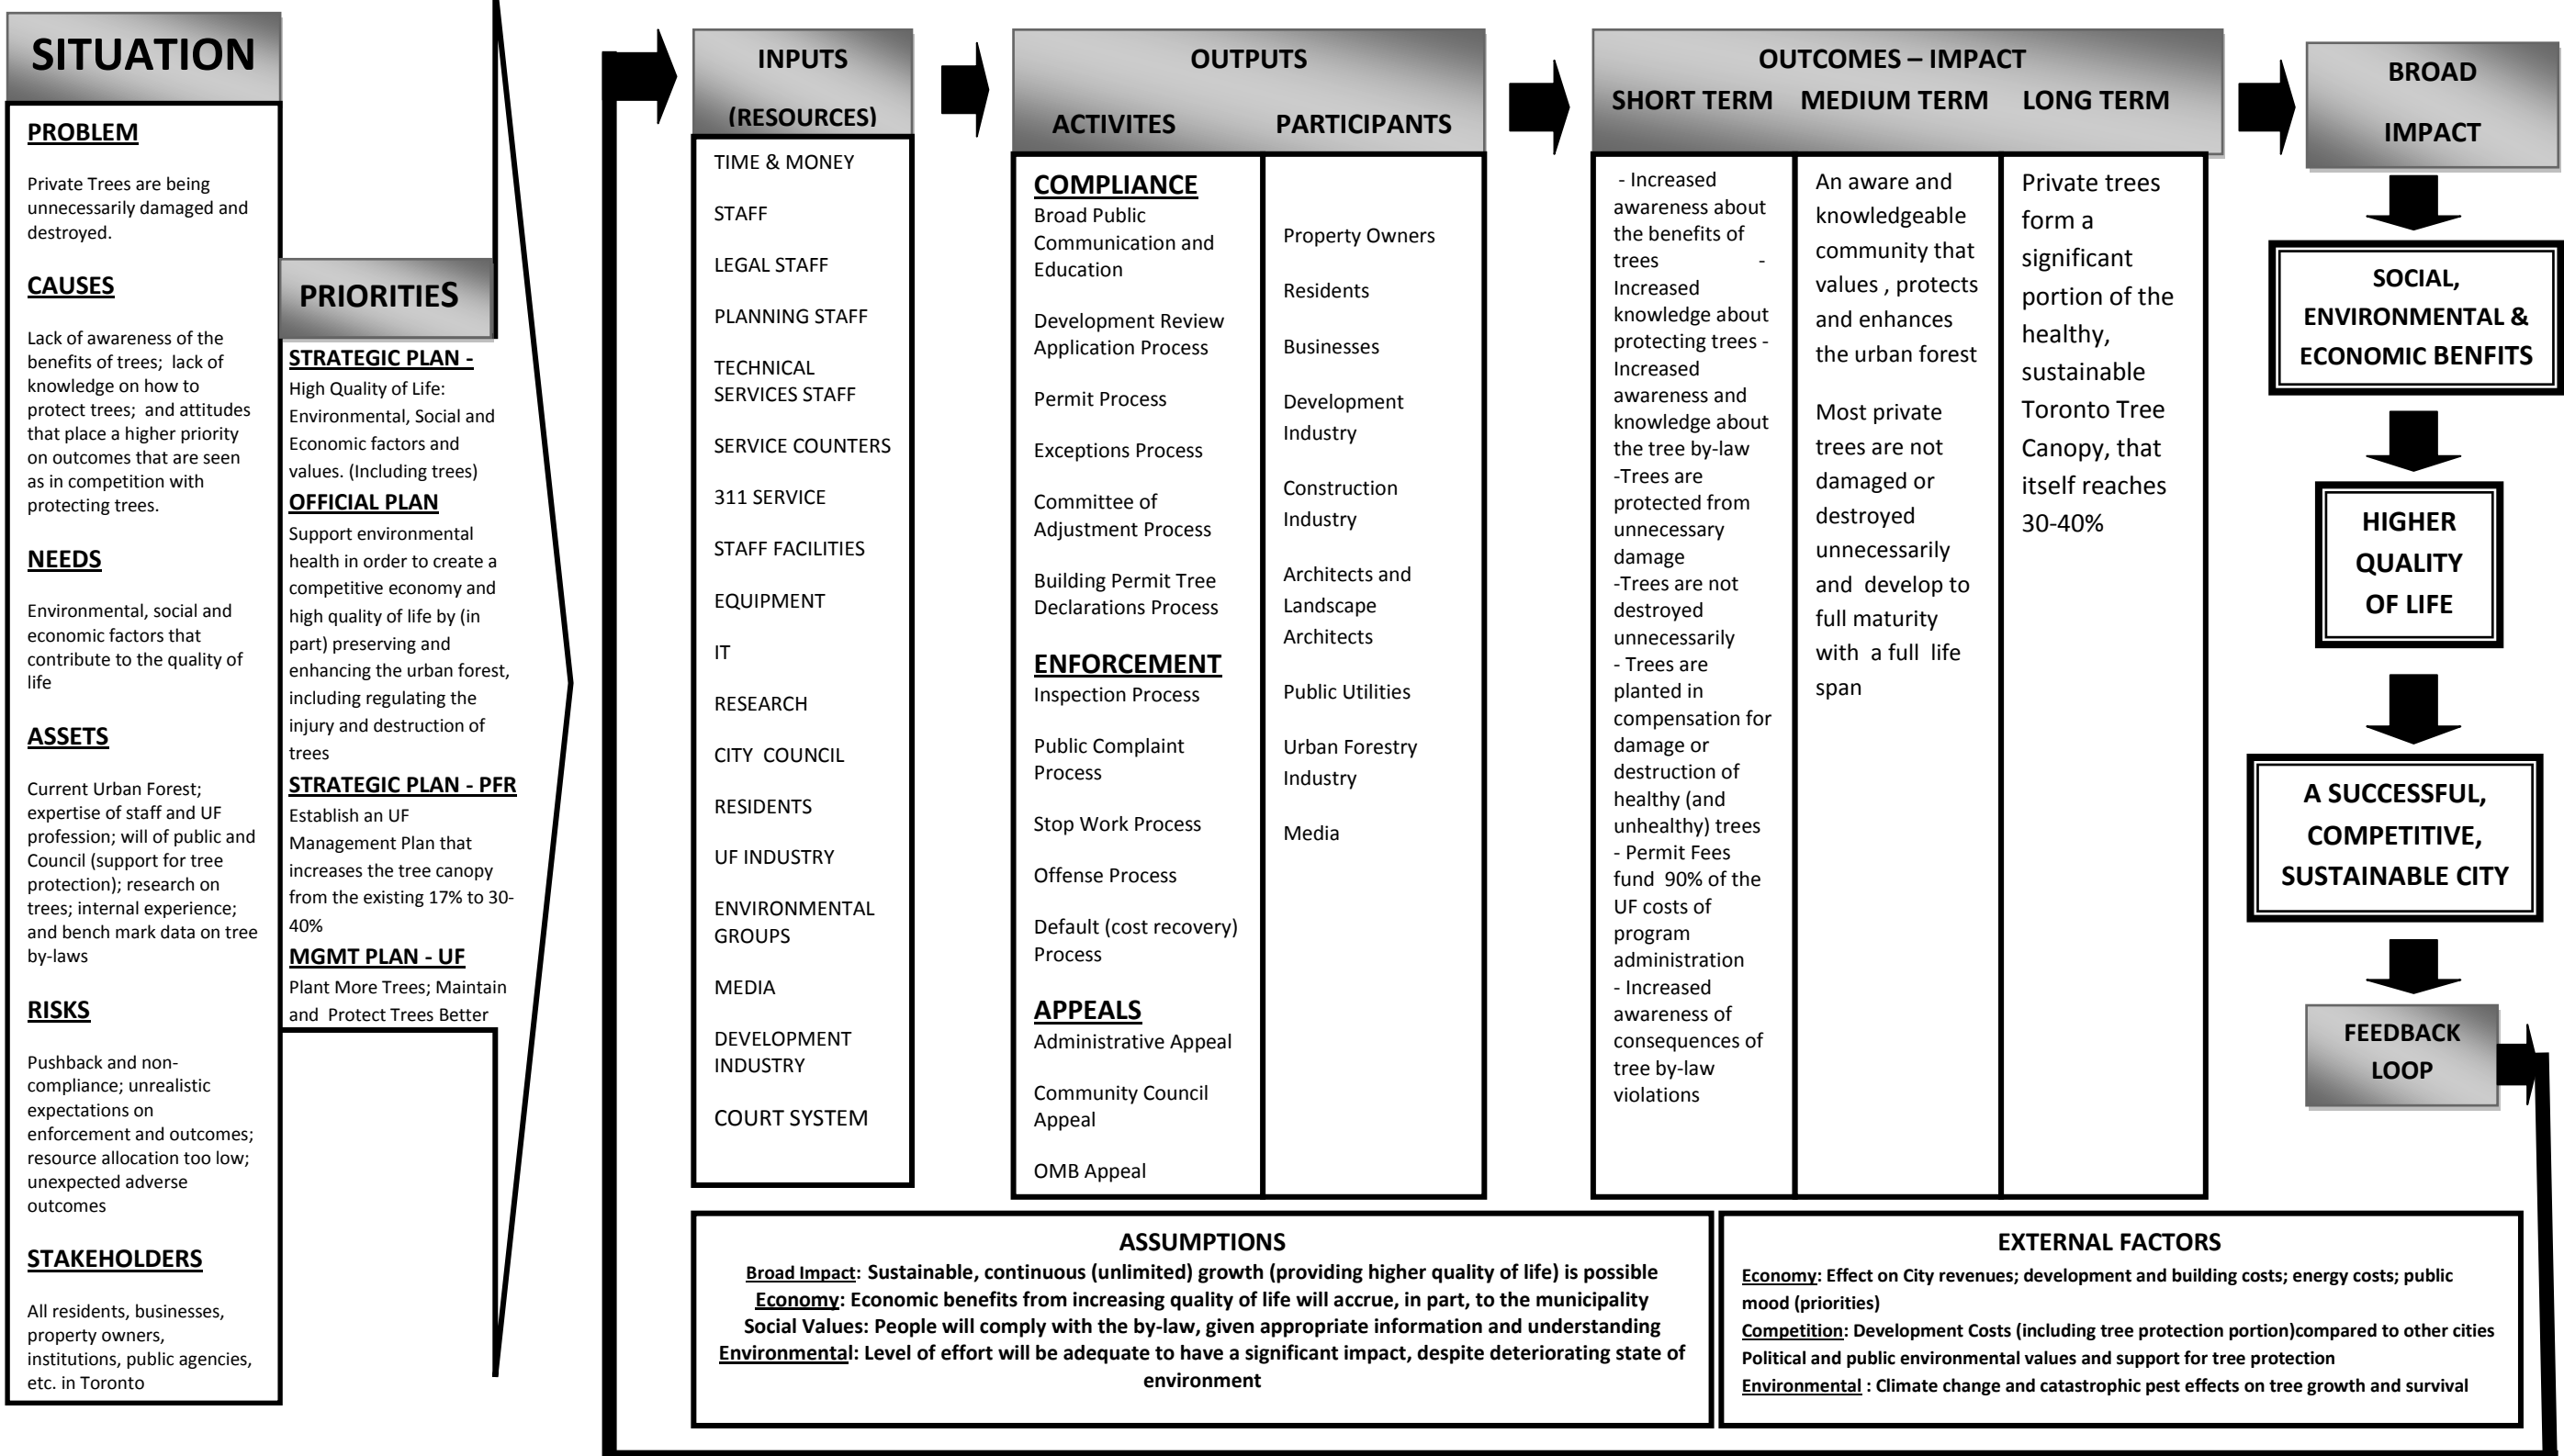 SITUATION
PROBLEM
Private Trees are being
unnecessarily damaged and
destroyed.
CAUSES
Lack of awareness of the
benefits of trees; lack of
knowledge on how to
protect trees; and attitudes
that place a higher priority
on outcomes that are seen
as in competition with
protecting trees.
NEEDS
Environmental, social and
economic factors that
contribute to the quality of
life
ASSETS
Current Urban Forest;
expertise of staff and UF
profession; will of public and
Council (support for tree
protection); research on
trees; internal experience;
and bench mark data on tree
by-laws
RISKS
Pushback and non-
compliance; unrealistic
expectations on
enforcement and outcomes;
resource allocation too low;
unexpected adverse
outcomes
STAKEHOLDERS
All residents, businesses,
property owners,
institutions, public agencies,
etc. in Toronto
PRIORITIES
STRATEGIC PLAN -
High Quality of Life:
Environmental, Social and
Economic factors and
values. (Including trees)
OFFICIAL PLAN
Support environmental
health in order to create a
competitive economy and
high quality of life by (in
part) preserving and
enhancing the urban forest,
including regulating the
injury and destruction of
trees
STRATEGIC PLAN - PFR
Establish an UF
Management Plan that
increases the tree canopy
from the existing 17% to 30-
40%
MGMT PLAN - UF
Plant More Trees; Maintain
and Protect Trees Better
INPUTS
(RESOURCES)
TIME & MONEY
STAFF
LEGAL STAFF
PLANNING STAFF
TECHNICAL
SERVICES STAFF
SERVICE COUNTERS
311 SERVICE
STAFF FACILITIES
EQUIPMENT
IT
RESEARCH
CITY COUNCIL
RESIDENTS
UF INDUSTRY
ENVIRONMENTAL
GROUPS
MEDIA
DEVELOPMENT
INDUSTRY
COURT SYSTEM
OUTPUTS
ACTIVITES PARTICIPANTS
COMPLIANCE
Broad Public
Communication and
Education
Development Review
Application Process
Permit Process
Exceptions Process
Committee of
Adjustment Process
Building Permit Tree
Declarations Process
ENFORCEMENT
Inspection Process
Public Complaint
Process
Stop Work Process
Offense Process
Default (cost recovery)
Process
APPEALS
Administrative Appeal
Community Council
Appeal
OMB Appeal
Property Owners
Residents
Businesses
Development
Industry
Construction
Industry
Architects and
Landscape
Architects
Public Utilities
Urban Forestry
Industry
Media
OUTCOMES – IMPACT
SHORT TERM MEDIUM TERM LONG TERM
- Increased
awareness about
the benefits of
trees -
Increased
knowledge about
protecting trees -
Increased
awareness and
knowledge about
the tree by-law
-Trees are
protected from
unnecessary
damage
-Trees are not
destroyed
unnecessarily
- Trees are
planted in
compensation for
damage or
destruction of
healthy (and
unhealthy) trees
- Permit Fees
fund 90% of the
UF costs of
program
administration
- Increased
awareness of
consequences of
tree by-law
violations
An aware and
knowledgeable
community that
values , protects
and enhances
the urban forest
Most private
trees are not
damaged or
destroyed
unnecessarily
and develop to
full maturity
with a full life
span
Private trees
form a
significant
portion of the
healthy,
sustainable
Toronto Tree
Canopy, that
itself reaches
30-40%
BROAD
IMPACT
SOCIAL,
ENVIRONMENTAL &
ECONOMIC BENFITS
HIGHER
QUALITY
OF LIFE
A SUCCESSFUL,
COMPETITIVE,
SUSTAINABLE CITY
FEEDBACK
LOOP
ASSUMPTIONS
Broad Impact: Sustainable, continuous (unlimited) growth (providing higher quality of life) is possible
Economy: Economic benefits from increasing quality of life will accrue, in part, to the municipality
Social Values: People will comply with the by-law, given appropriate information and understanding
Environmental: Level of effort will be adequate to have a significant impact, despite deteriorating state of
environment
EXTERNAL FACTORS
Economy: Effect on City revenues; development and building costs; energy costs; public
mood (priorities)
Competition: Development Costs (including tree protection portion)compared to other cities
Political and public environmental values and support for tree protection
Environmental : Climate change and catastrophic pest effects on tree growth and survival